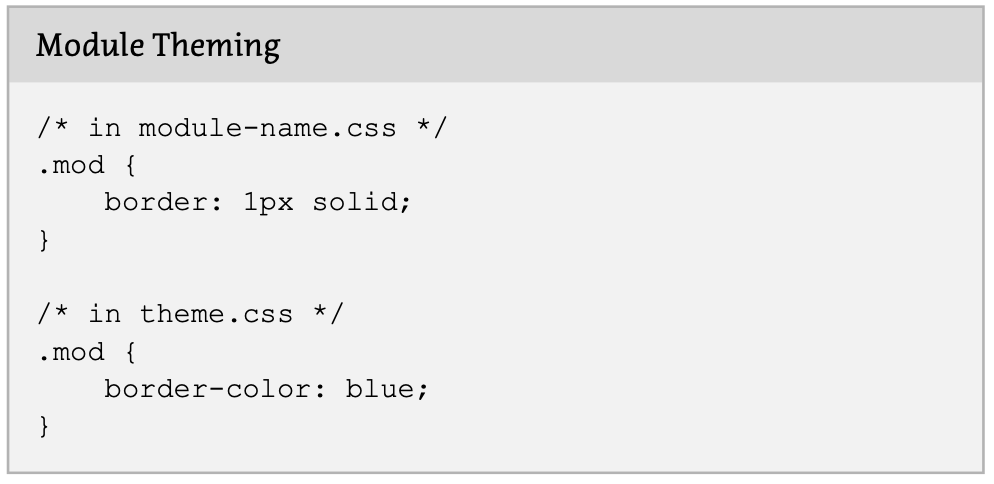 Module Theming
/* in module-name.css */
.mod {
    border: 1px solid;
}

/* in theme.css */
.mod {
    border-color: blue;
}